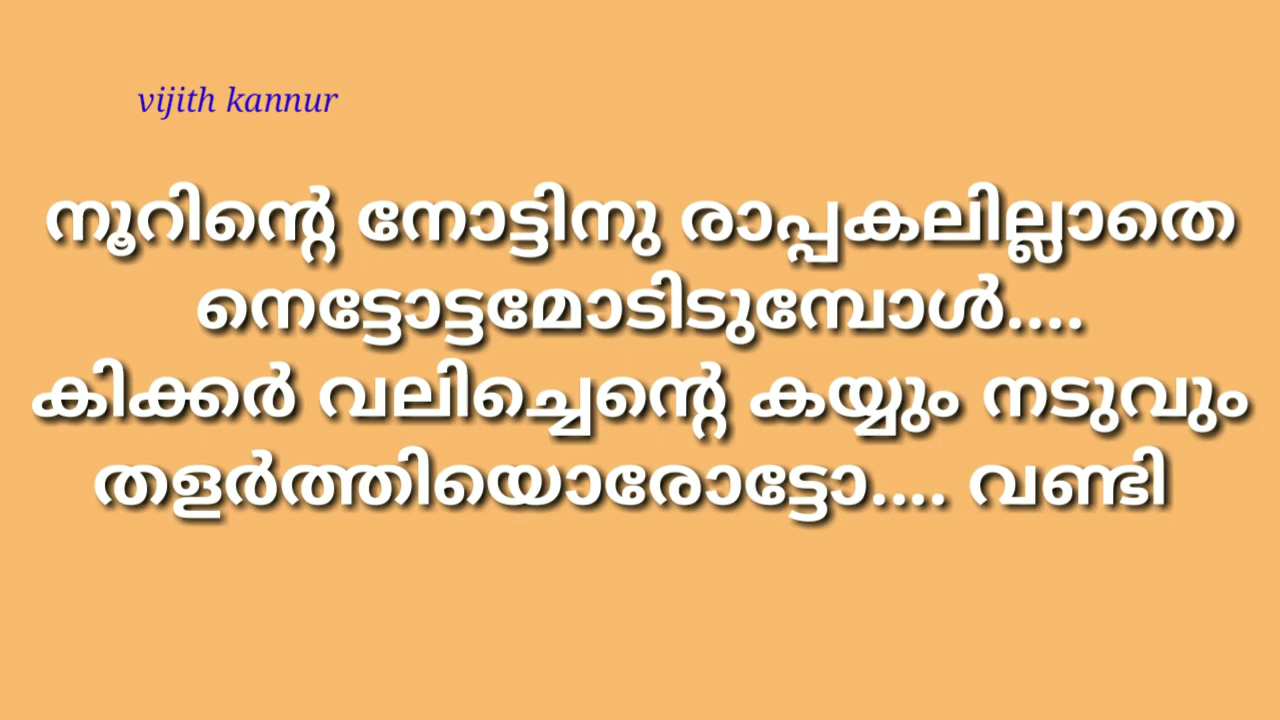 vijith kannur
നൂറിന്റെ നോട്ടിനു രാപ്പകലില്ലാതെ
നെട്ടോട്ടമോടിടുമ്പോൾ....
കിക്കർ വലിച്ചെന്റെ കയ്യും നടുവും
തളർത്തിയൊരോട്ടോ.... വണ്ടി